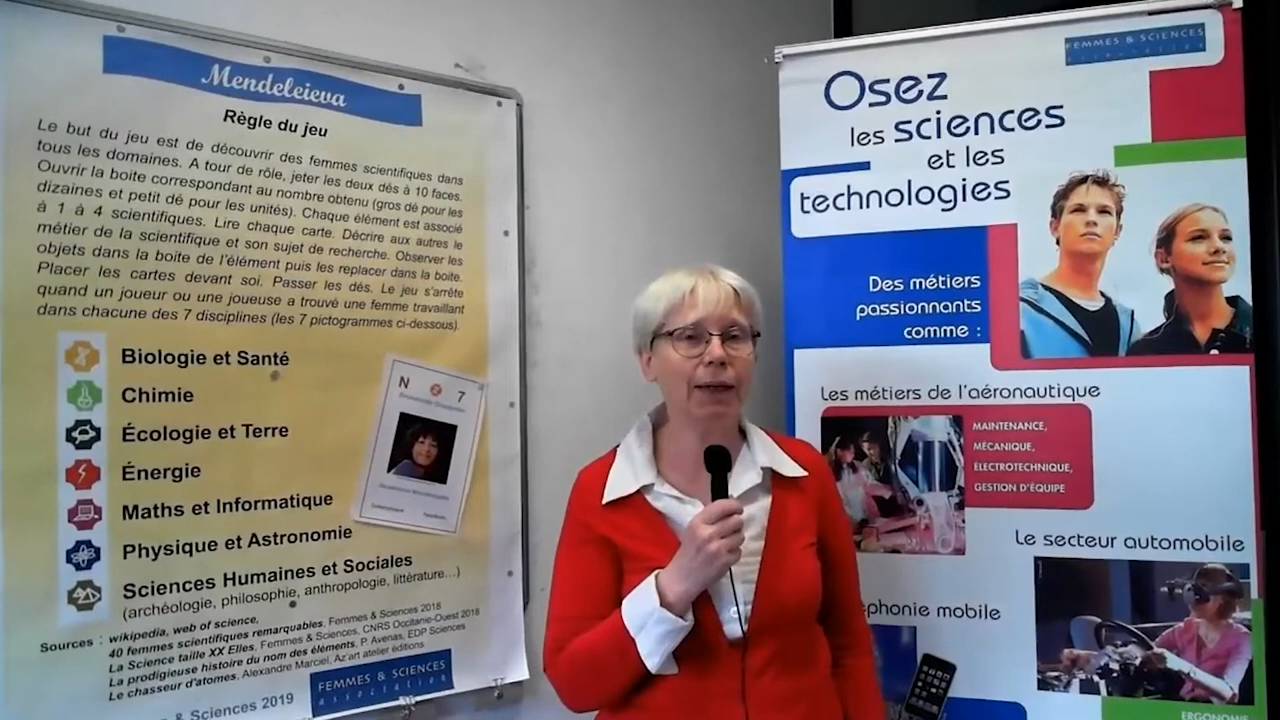 Mendeleieva
Règle du jeu
Le but du jeu est de découvrir des femmes scientifiques dans
tous les domaines. A tour de rôle, jeter les deux dés à 10 faces.
Ouvrir la boite correspondant au nombre obtenu (gros dé pour les
dizaines et petit dé pour les unités). Chaque élément est associé
à 1 à 4 scientifiques. Lire chaque carte. Décrire aux autres le
métier de la scientifique et son sujet de recherche. Observer les
objets dans la boite de l'élément puis les replacer dans la boite.
Placer les cartes devant soi. Passer les dés. Le jeu s'arrête
quand un joueur ou une joueuse a trouvé une femme travaillant
dans chacune des 7 disciplines (les 7 pictogrammes ci-dessous).
Biologie et Santé
Chimie
Écologie et Terre
Énergie
Maths et Informatique
Physique et Astronomie
Sciences Humaines et Sociales
(archéologie, philosophie, anthropologie, littérature...)
N 7
Sources : wikipedia, web of science,
40 femmes scientifiques remarquables, Femmes & Sciences 2018
La Science taille XX Elles, Femmes & Sciences, CNRS Occitanie-Ouest 2018
La prodigieuse histoire du nom des éléments, P. Avenas, EDP Sciences
Le chasseur d'atomes, Alexandre Marciel, Az'art atelier éditions
& Sciences 2019
FEMMES & SCIENCES
association
FEMMES & SCIENCES
association
Osez
les sciences
et les
technologies
Des métiers
passionnants
comme :
Les métiers de l'aéronautique
MAINTENANCE,
MÉCANIQUE,
ÉLECTROTECHNIQUE,
GESTION D'ÉQUIPE
Le secteur automobile
phonie mobile
ERGONOMIE